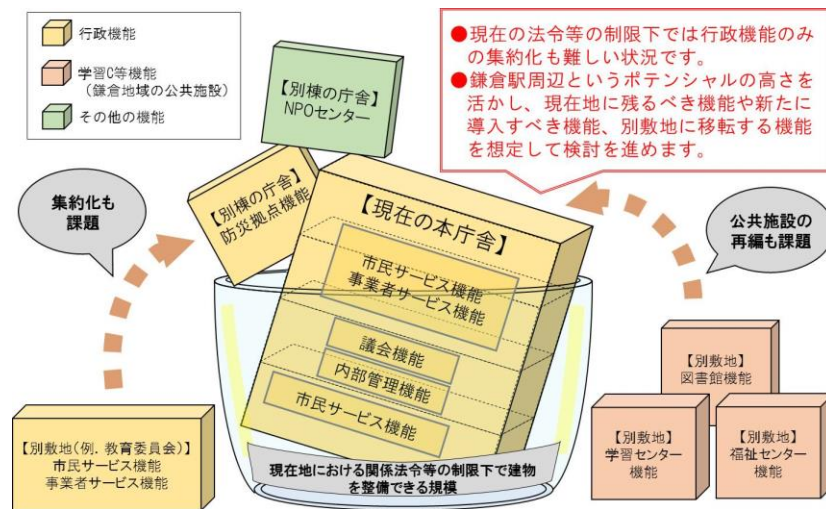 行政機能
学習C等機能
(鎌倉地域の公共施設)
その他の機能
●現在の法令等の制限下では行政機能のみ
の集約化も難しい状況です。
●鎌倉駅周辺というポテンシャルの高さを
活かし、現在地に残るべき機能や新たに
導入すべき機能、別敷地に移転する機能
を想定して検討を進めます。
【別棟の庁舎】
NPOセンター
【別棟の庁舎】
防災拠点機能
【現在の本庁舎】
市民サービス機能
事業者サービス機能
議会機能
内部管理機能
市民サービス機能
集約化も
課題
公共施設の
再編も課題
【別敷地(例．教育委員会)】
市民サービス機能
事業者サービス機能
現在地における関係法令等の制限下で建物
を整備できる規模
【別敷地】
図書館機能
【別敷地】
学習センター
機能
【別敷地】
福祉センター
機能